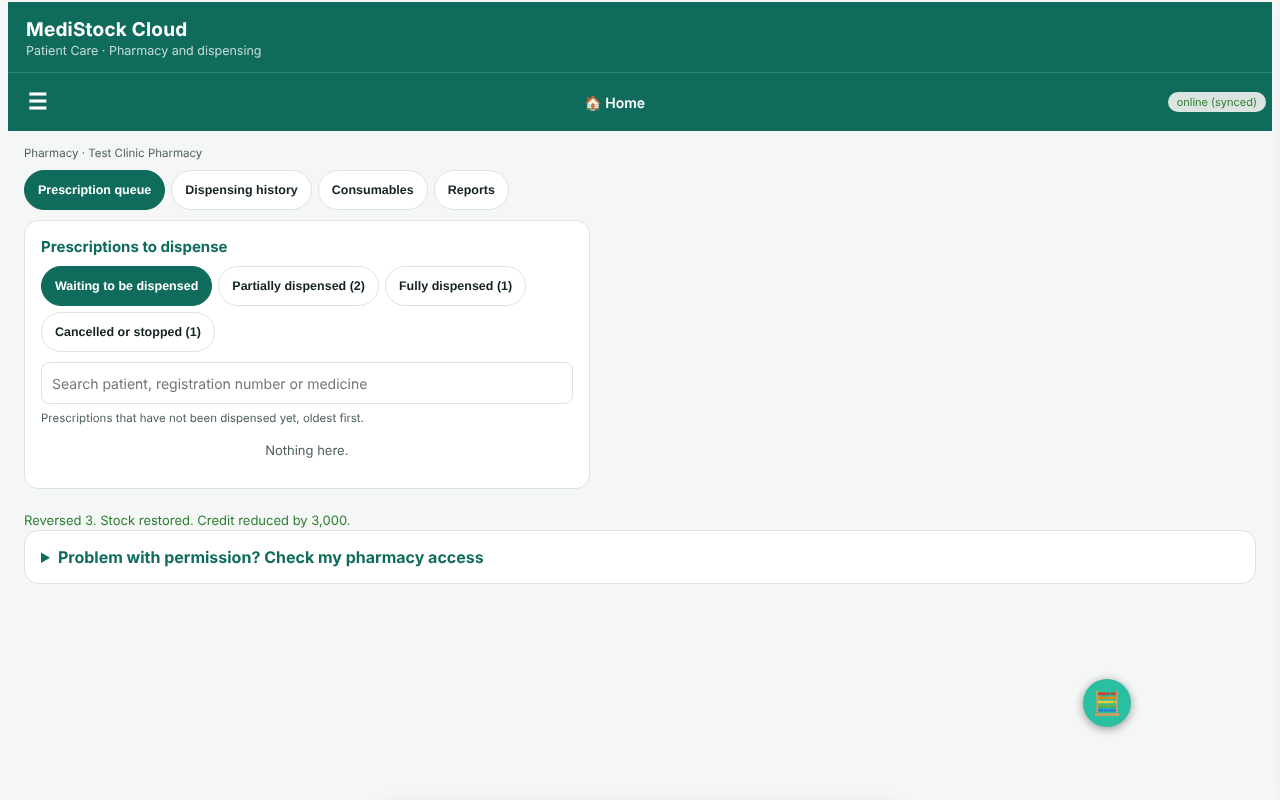 MediStock Cloud
Patient Care · Pharmacy and dispensing
☰
🏠 Home
online (synced)
Pharmacy · Test Clinic Pharmacy
Prescription queue
Dispensing history
Consumables
Reports
Prescriptions to dispense
Waiting to be dispensed
Partially dispensed (2)
Fully dispensed (1)
Cancelled or stopped (1)
Search patient, registration number or medicine
Prescriptions that have not been dispensed yet, oldest first.
Nothing here.
Reversed 3. Stock restored. Credit reduced by 3,000.
Problem with permission? Check my pharmacy access